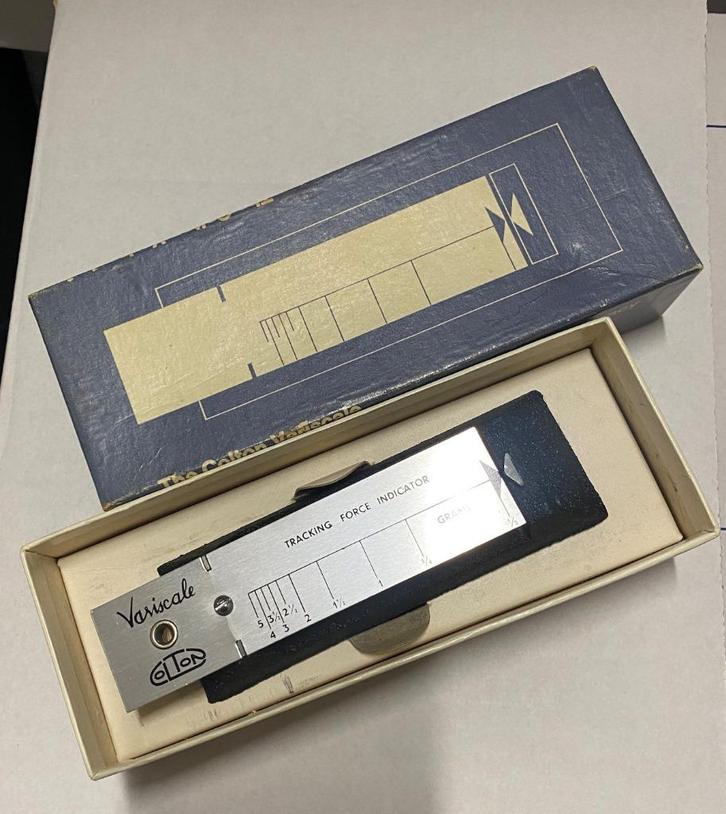 The Colton Variscale
TRACKING FORCE INDICATOR
GRAMS
Variscale
COLTON
5 3½ 2½ 2 1½ 1 ¾ ½
4 3